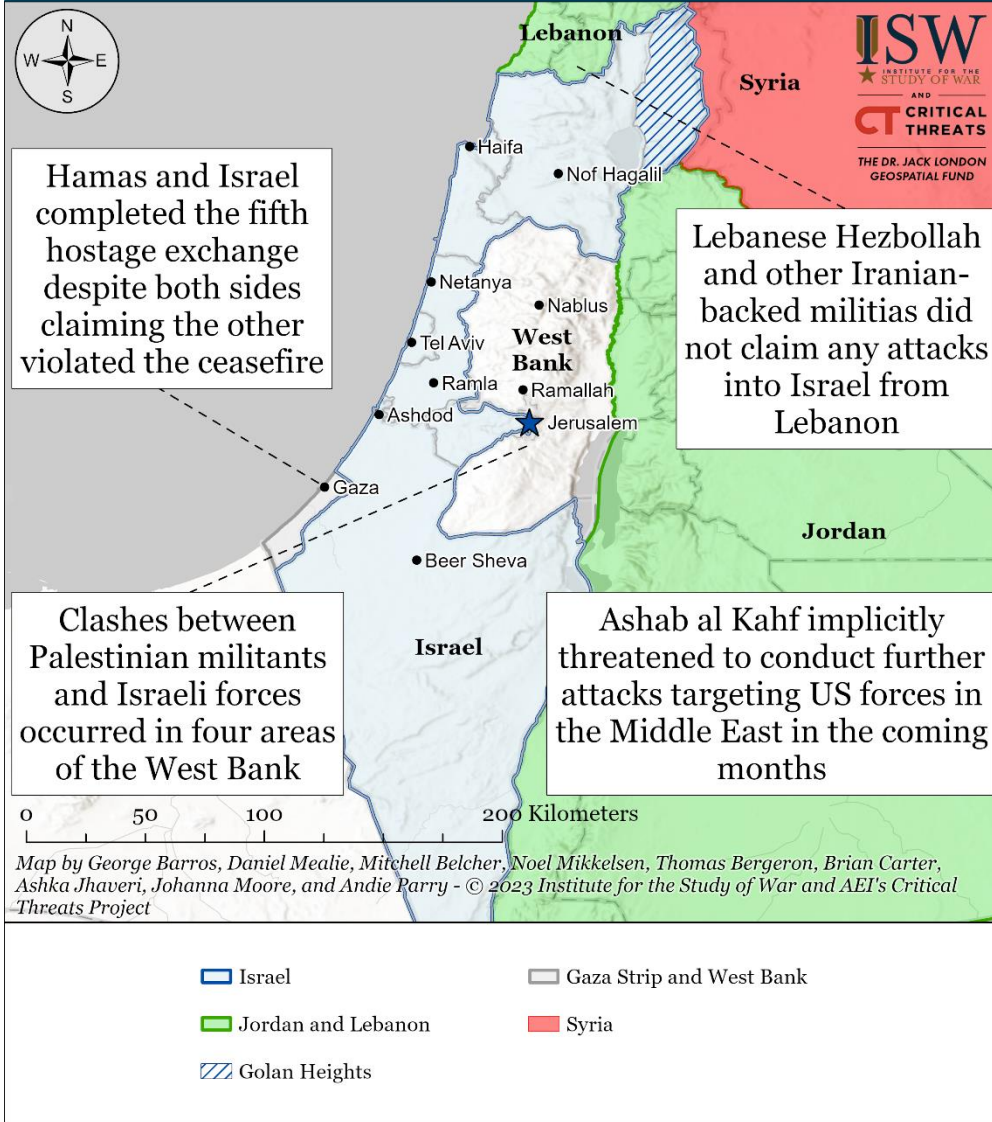 N
W E
S
Lebanon
Syria
ISW
INSTITUTE FOR THE
STUDY OF WAR
AND
CT CRITICAL
THREATS
THE DR. JACK LONDON
GEOSPATIAL FUND
Haifa
Nof Hagalil
Hamas and Israel
completed the fifth
hostage exchange
despite both sides
claiming the other
violated the ceasefire
Lebanese Hezbollah
and other Iranian-
backed militias did
not claim any attacks
into Israel from
Lebanon
Netanya
Nablus
West
Bank
Tel Aviv
Ramla
Ramallah
Ashdod
Jerusalem
Gaza
Jordan
Beer Sheva
Israel
Clashes between
Palestinian militants
and Israeli forces
occurred in four areas
of the West Bank
Ashab al Kahf implicitly
threatened to conduct further
attacks targeting US forces in
the Middle East in the coming
months
0 50 100 200 Kilometers
Map by George Barros, Daniel Mealie, Mitchell Belcher, Noel Mikkelsen, Thomas Bergeron, Brian Carter,
Ashka Jhaveri, Johanna Moore, and Andie Parry - © 2023 Institute for the Study of War and AEI's Critical
Threats Project
Israel
Gaza Strip and West Bank
Jordan and Lebanon
Syria
Golan Heights